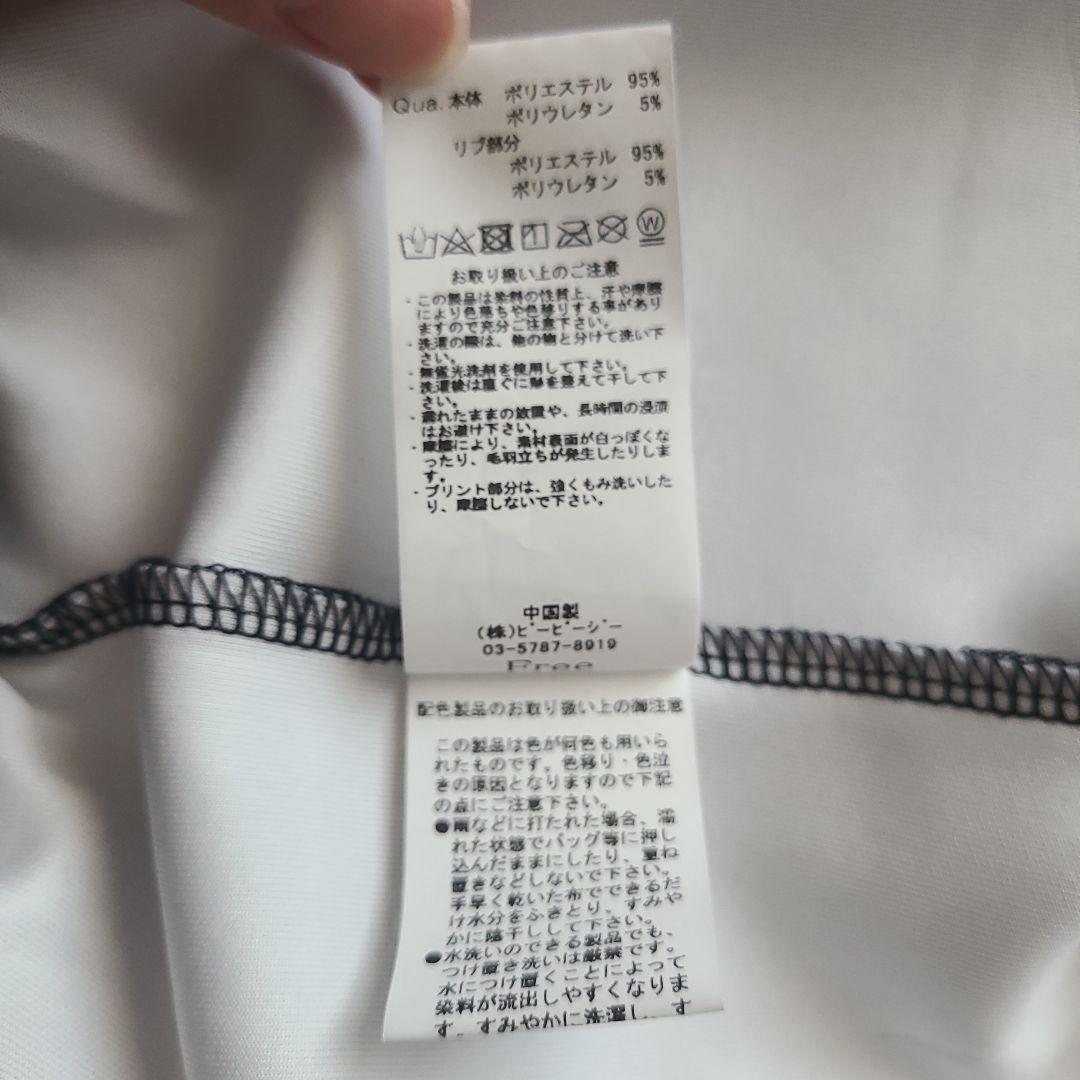 Qua. 本体 ポリエステル 95%
ポリウレタン 5%
リブ部分
ポリエステル 95%
ポリウレタン 5%
W
お取り扱い上のご注意
・この製品は染料の性質上、汗や摩擦
により色落ちや色移りする事があり
ますので充分ご注意下さい。
・洗濯の際は、他の物と分けて洗い下
さい。
・無蛍光洗剤を使用して下さい。
・洗濯後は直ぐに形を整えて干して下
さい。
・濡れたままの放置や、長時間の浸漬
はお避け下さい。
・摩擦により、素材表面が白っぽくな
ったり、毛羽立ちが発生したりしま
す。
・プリント部分は、強くもみ洗いした
り、摩擦しないで下さい。
中国製
(株)ビーピージー
03-5787-8919
Free
配色製品のお取り扱い上の御注意
この製品は色が何色も用いら
れたものです。色移り・色泣
きの原因となりますので下記
の点にご注意下さい。
●雨などに打たれた場合、濡
れた状態でバッグ等に押し
込んだままにしたり、重ね
置きなどしないで下さい。
手早く乾いた布でできるだ
け水分をふきとり、すみや
かに陰干しして下さい。
●水洗いのできる製品でも、
つけ置き洗いは厳禁です。
水につけ置くことによって
染料が流出しやすくなりま
す。すみやかに洗濯し、す